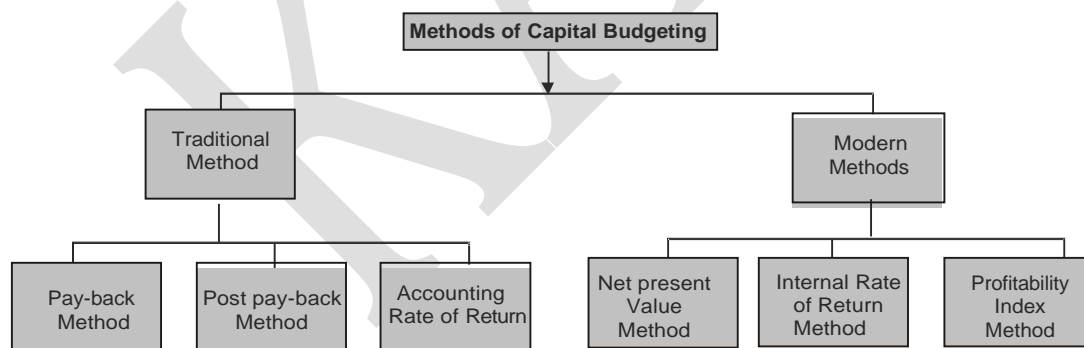 Methods of Capital Budgeting
Traditional
Method
Modern
Methods
Pay-back
Method
Post pay-back
Method
Accounting
Rate of Return
Net present
Value
Method
Internal Rate
of Return
Method
Profitability
Index
Method